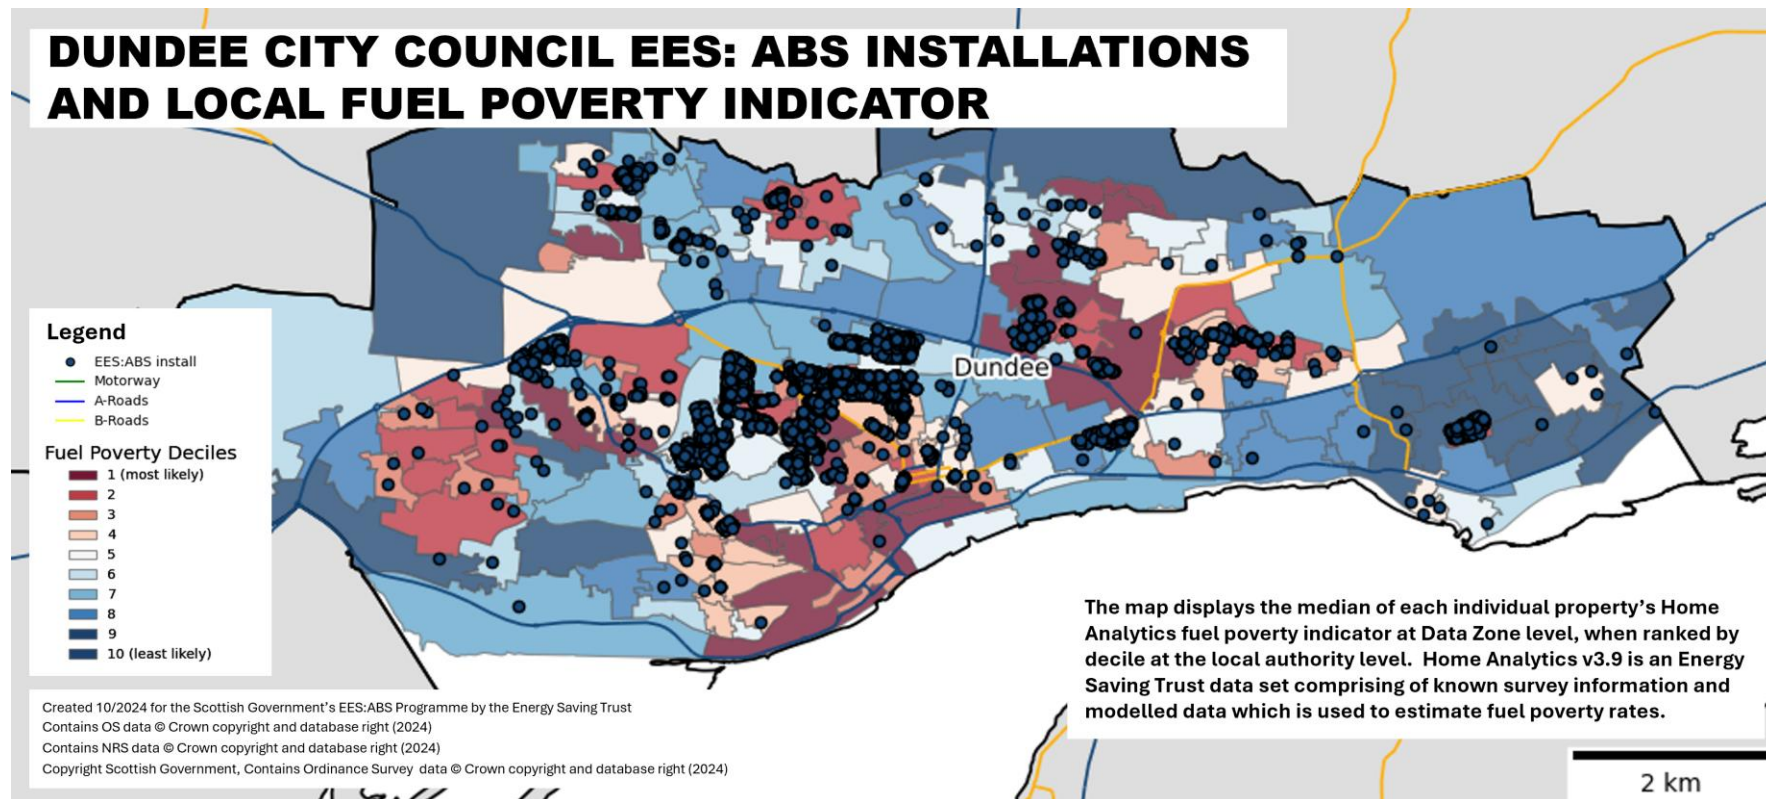 DUNDEE CITY COUNCIL EES: ABS INSTALLATIONS
AND LOCAL FUEL POVERTY INDICATOR
Legend
EES:ABS install
Motorway
A-Roads
B-Roads
Fuel Poverty Deciles
1 (most likely)
2
3
4
5
6
7
8
9
10 (least likely)
Dundee
The map displays the median of each individual property’s Home
Analytics fuel poverty indicator at Data Zone level, when ranked by
decile at the local authority level. Home Analytics v3.9 is an Energy
Saving Trust data set comprising of known survey information and
modelled data which is used to estimate fuel poverty rates.
Created 10/2024 for the Scottish Government’s EES:ABS Programme by the Energy Saving Trust
Contains OS data © Crown copyright and database right (2024)
Contains NRS data © Crown copyright and database right (2024)
Copyright Scottish Government, Contains Ordinance Survey data © Crown copyright and database right (2024)
2 km